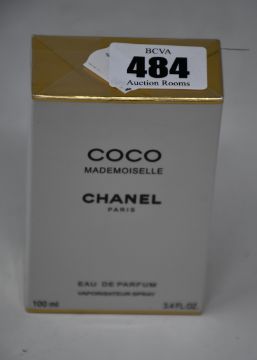 BCVA
484
Auction Rooms
COCO
MADEMOISELLE
CHANEL
PARIS
EAU DE PARFUM
VAPORISATEUR SPRAY
100 ml 3.4 FL. OZ.